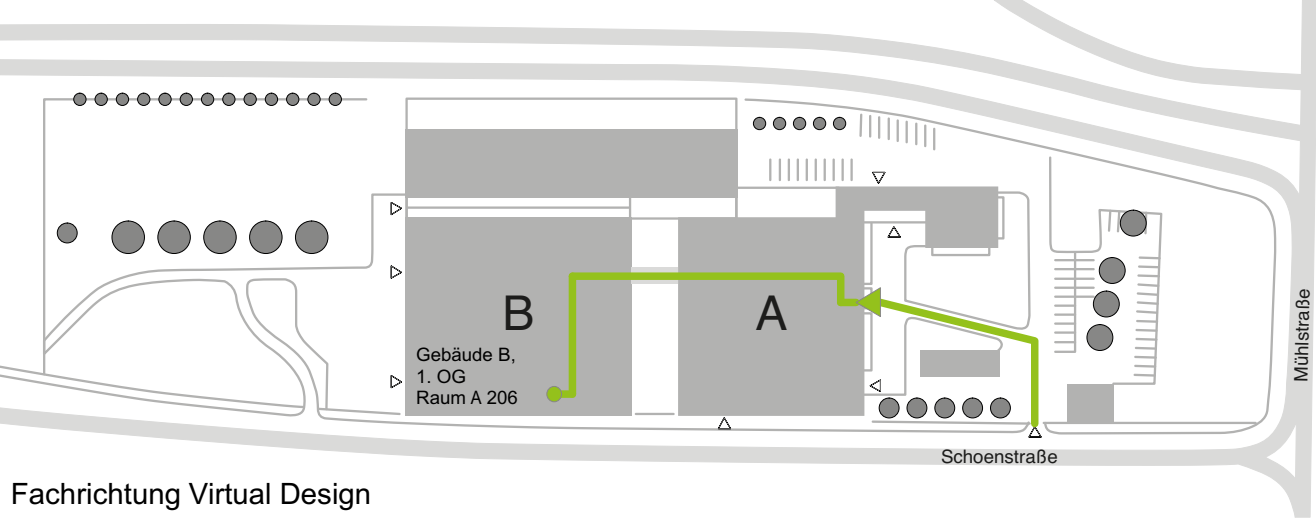 B
A
Gebäude B,
1. OG
Raum A 206
Mühlstraße
Schoenstraße
Fachrichtung Virtual Design